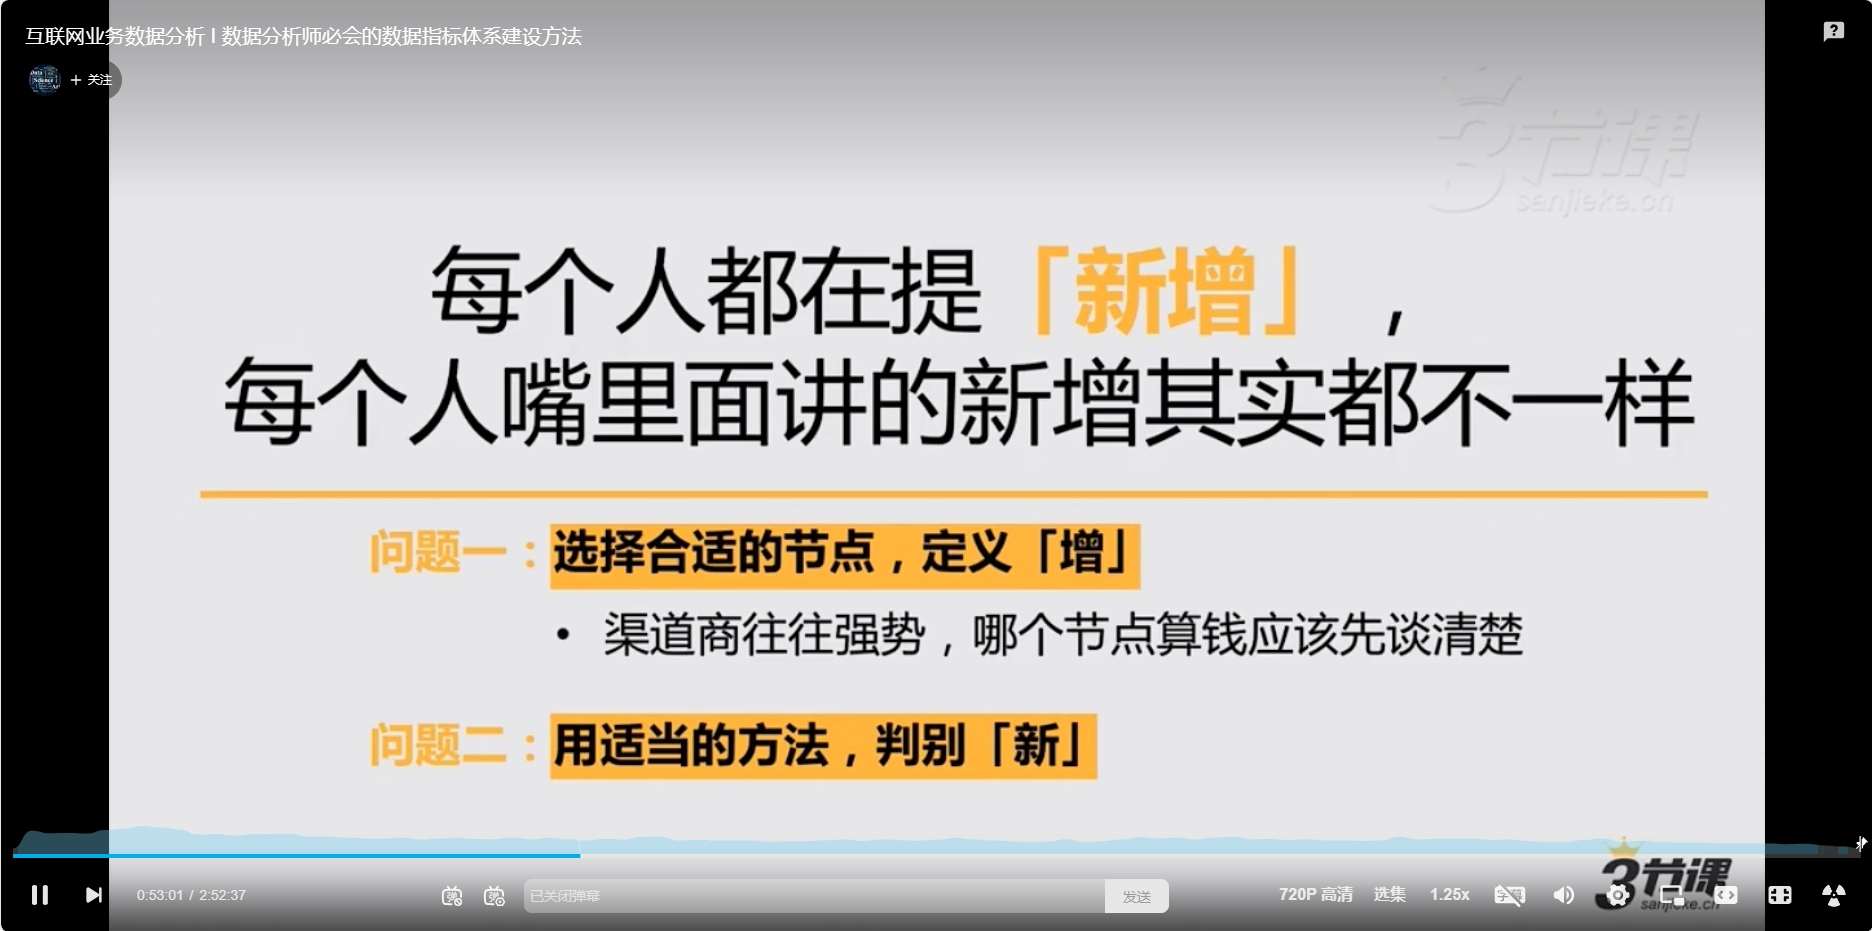 互联网业务数据分析 l 数据分析师必会的数据指标体系建设方法
+ 关注
3节课
sanjieke.cn
每个人都在提「新增」，
每个人嘴里面讲的新增其实都不一样
问题一：选择合适的节点，定义「增」
• 渠道商往往强势，哪个节点算钱应该先谈清楚
问题二：用适当的方法，判别「新」
3节课
sanjieke.cn
0:53:01 / 2:52:37
已关闭弹幕
发送
720P 高清
选集
1.25x